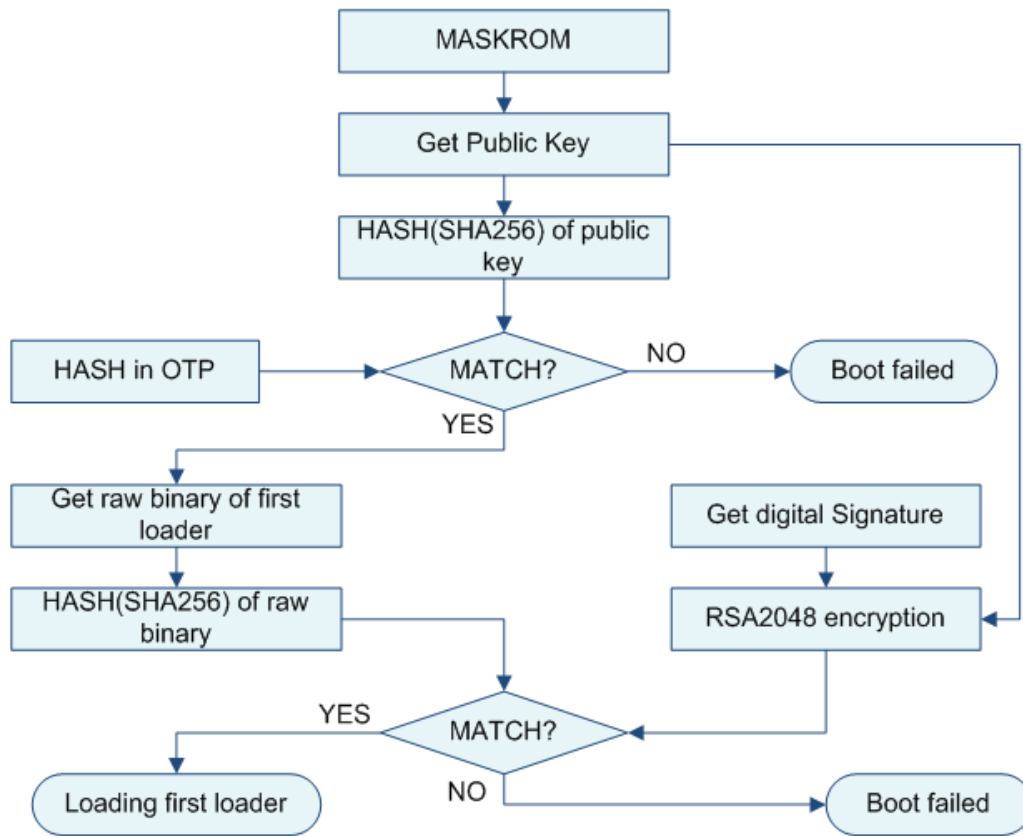 MASKROM
Get Public Key
HASH(SHA256) of public
key
HASH in OTP
MATCH?
NO
Boot failed
YES
Get raw binary of first
loader
Get digital Signature
HASH(SHA256) of raw
binary
RSA2048 encryption
YES
MATCH?
NO
Loading first loader
Boot failed